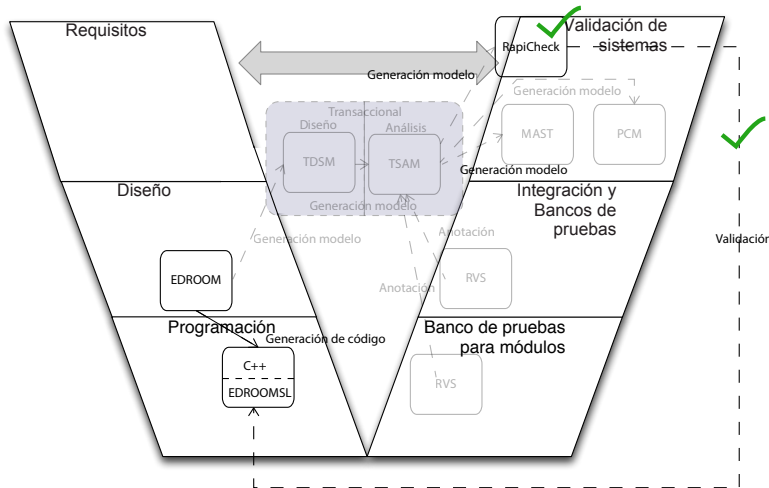 Requisitos
Validación de
sistemas
RapiCheck
Generación modelo
Generación modelo
Transaccional
Diseño
Análisis
MAST
PCM
TDSM
TSAM
Generación modelo
Diseño
Integración y
Bancos de
pruebas
Generación modelo
Generación modelo
Anotación
Validación
EDROOM
RVS
Anotación
Programación
Generación de código
Banco de pruebas
para módulos
C++
EDROOMSL
RVS